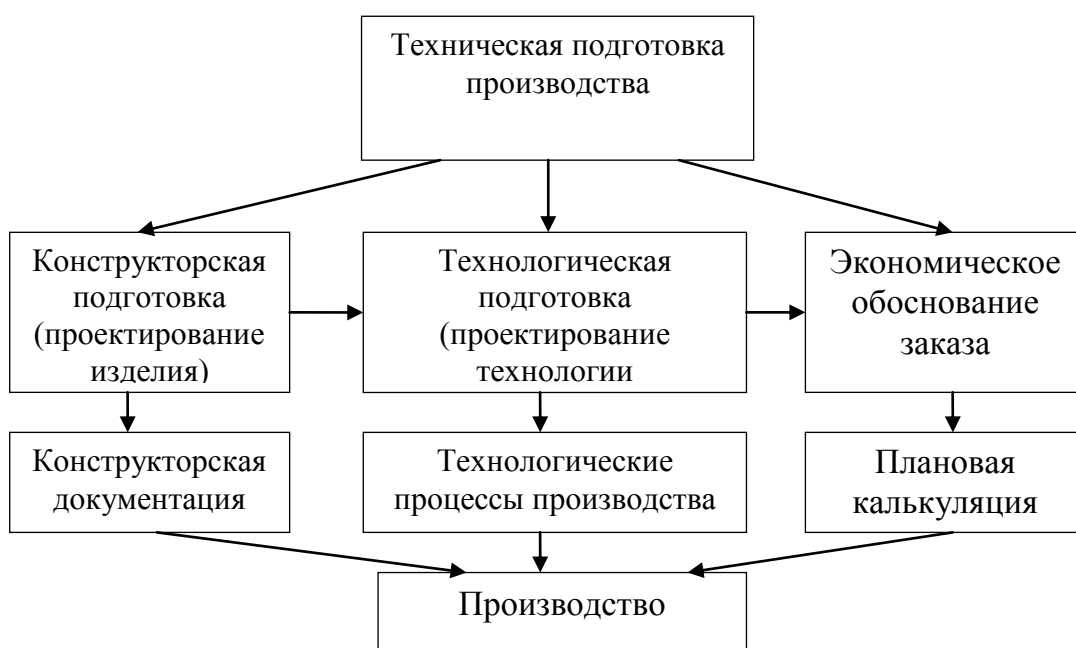 Техническая подготовка
производства
Конструкторская
подготовка
(проектирование
изделия)
Технологическая
подготовка
(проектирование
технологии
Экономическое
обоснование
заказа
Конструкторская
документация
Технологические
процессы производства
Плановая
калькуляция
Производство